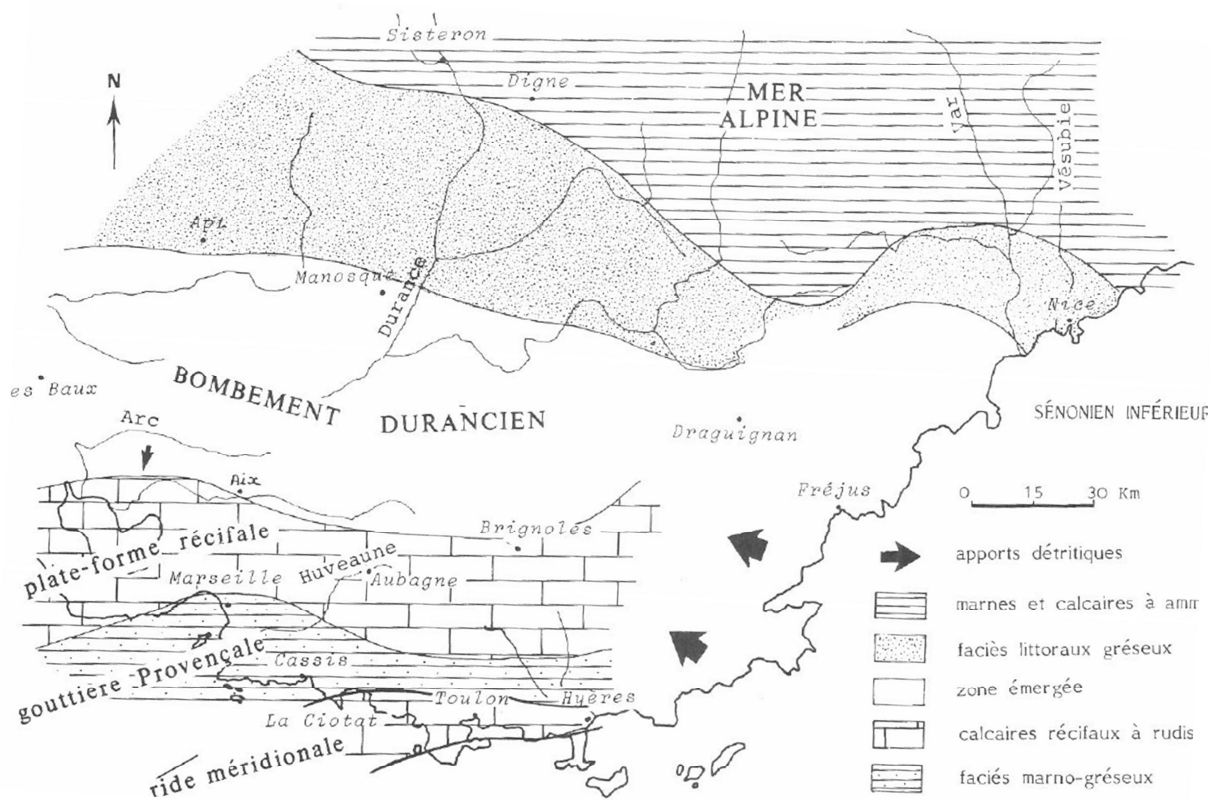 Sisteron
Digne
N
MER
ALPINE
Var
Vésubie
Apt
Manosque
Durance
Nice
es Baux
BOMBEMENT
DURANCIEN
SÉNONIEN INFÉRIEUR
Arc
Draguignan
Aix
Fréjus
0 15 30 Km
Brignoles
plate-forme récifale
Huveaune
apports détritiques
Marseille
Aubagne
marnes et calcaires à amm
faciès littoraux gréseux
gouttière Provençale
Cassis
zone émergée
Toulon
Hyères
La Ciotat
calcaires récifaux à rudis
ride méridionale
faciés marno-gréseux